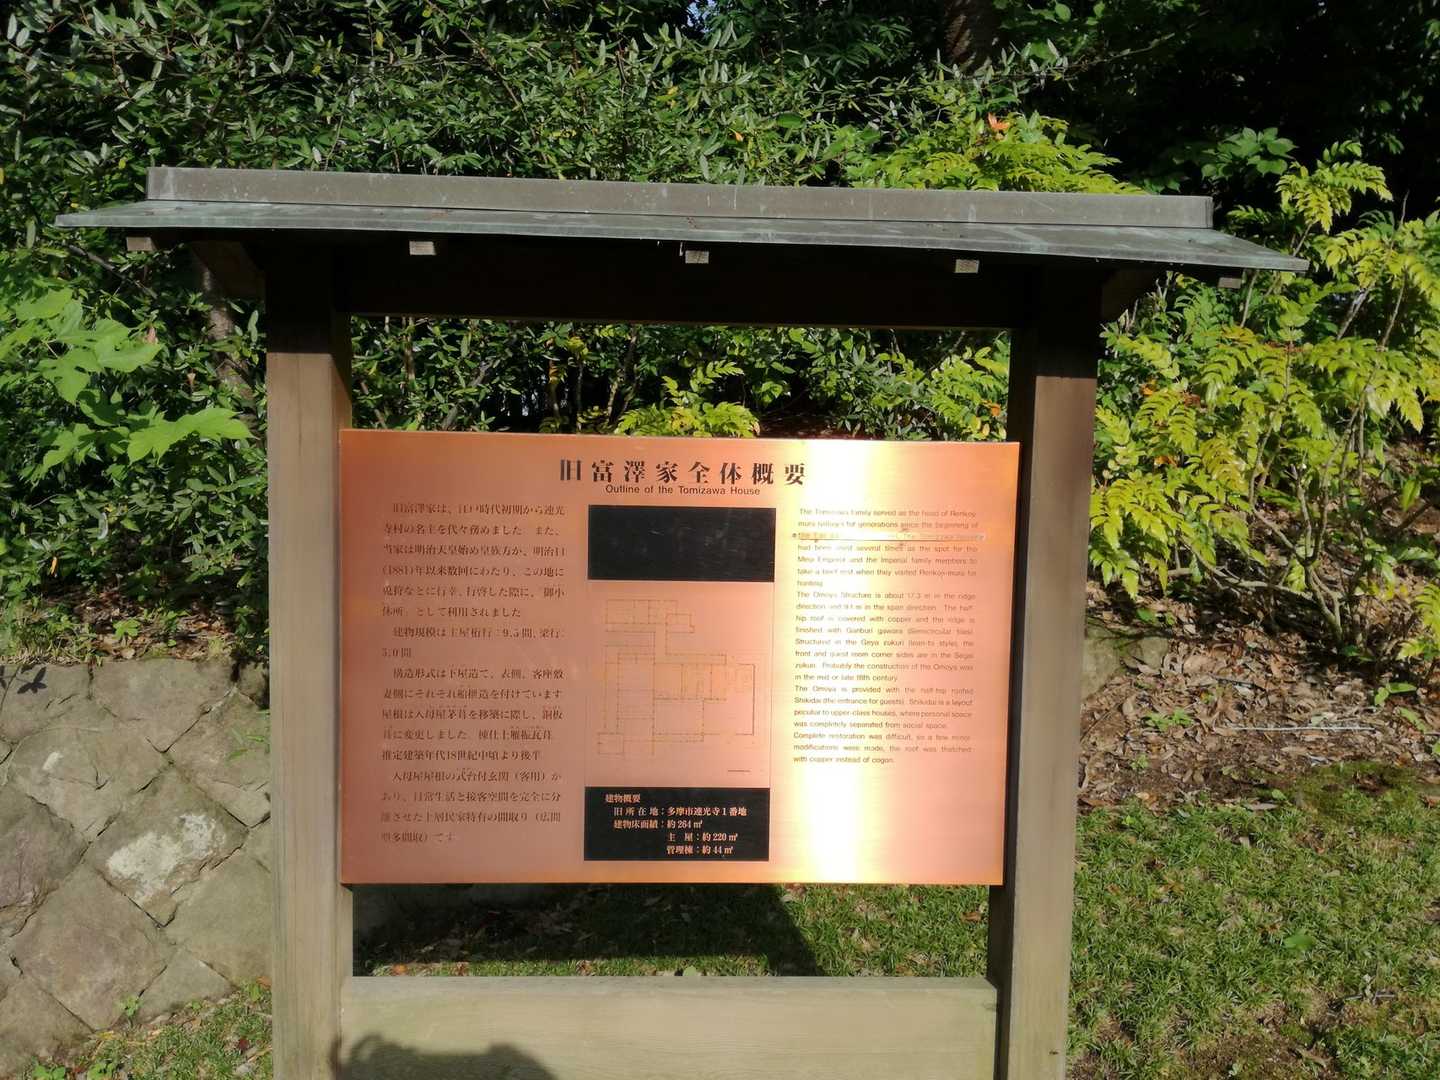 旧富澤家全体概要
Outline of the Tomizawa House
旧富澤家は、江戸時代初期から連光
寺村の名主を代々務めました また、
当家は明治天皇始め皇族方が、明治14
(1881)年以来数回にわたり、この地に
兎狩などに行幸、行啓した際に、「御小
休所」として利用されました
建物規模は主屋桁行:9.5間、梁行:
5.0間
構造形式は下屋造で、表側、客座敷
妻側にそれぞれ船枻造を付けています
屋根は入母屋茅葺を移築に際し、銅板
葺に変更しました 棟仕上雁振瓦葺
推定建築年代18世紀中頃より後半
入母屋屋根の式台付玄関（客用）が
あり、日常生活と接客空間を完全に分
離させた上層民家特有の間取り（広間
型多間取）です
建物概要
旧所在地：多摩市連光寺1番地
建物床面積：約264㎡
主屋：約220㎡
管理棟：約44㎡
The Tomizawa family served as the head of Renkoji-
mura (village) for generations since the beginning of
the The Tomizawa House
had been used several times as the spot for the
Meiji Emperor and the Imperial family members to
take a brief rest when they visited Renkoji-mura for
hunting.
The Omoya Structure is about 17.3 m in the ridge
direction and 9.1 m in the span direction. The half-
hip roof is covered with copper and the ridge is
finished with Ganburi gawara (Semicircular tiles).
Structured in the Geya zukuri (lean-to style), the
front and guest room corner sides are in the Segai
zukuri. Probably the construction of the Omoya was
in the mid or late 18th century.
The Omoya is provided with the half-hip roofed
Shikidai (the entrance for guests). Shikidai is a layout
peculiar to upper-class houses, where personal space
was completely separated from social space.
Complete restoration was difficult, so a few minor
modifications were made, the roof was thatched
with copper instead of cogon.